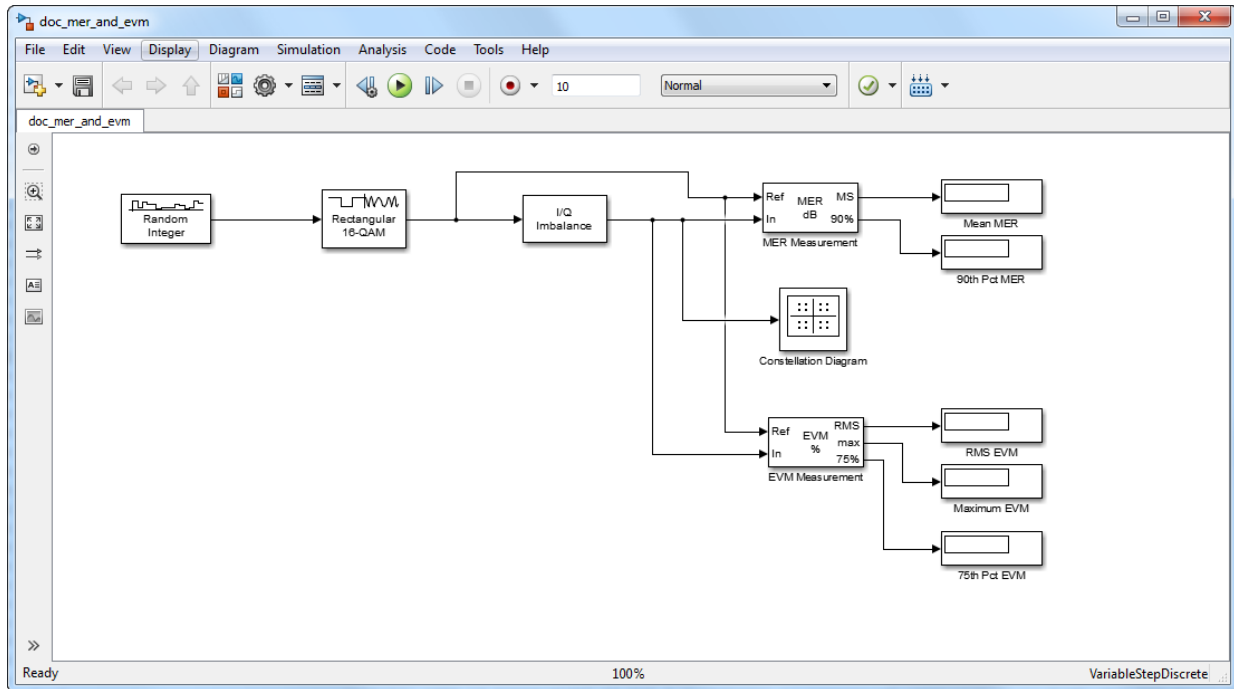 doc_mer_and_evm
File Edit View Display Diagram Simulation Analysis Code Tools Help
10
Normal
doc_mer_and_evm
Random
Integer
Rectangular
16-QAM
I/Q
Imbalance
Ref
In
MER
dB
MS
90%
MER Measurement
Mean MER
90th Pct MER
Constellation Diagram
Ref
In
EVM
%
RMS
max
75%
EVM Measurement
RMS EVM
Maximum EVM
75th Pct EVM
Ready
100%
VariableStepDiscrete